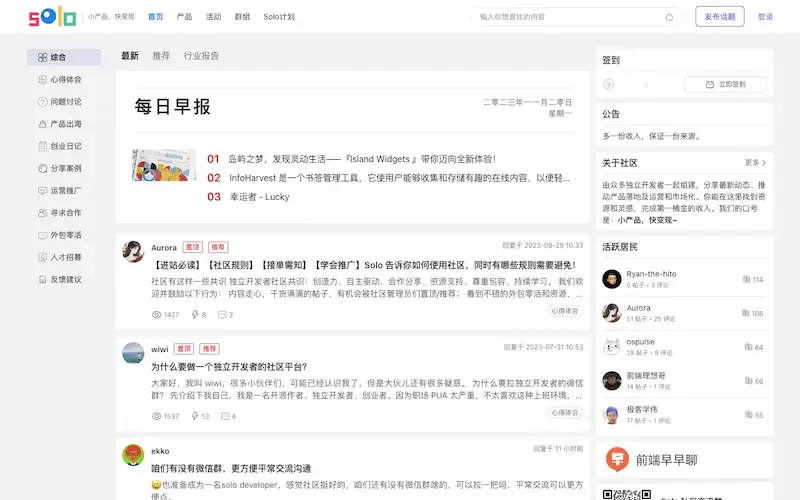 solo 小产品，快变现 首页 产品 活动 群组 Solo计划 输入你想查找的内容 发布话题 登录
综合
心得体会
问题讨论
产品出海
创业日记
分享案例
运营推广
寻求合作
外包零活
人才招募
反馈建议
最新 推荐 行业报告
每日早报
二零二三年一一月二零日
星期一
01 岛屿之梦，发现灵动生活——『Island Widgets 』带你迈向全新体验！
02 InfoHarvest 是一个书签管理工具，它使用户能够收集和存储有趣的在线内容，以便轻...
03 幸运者 - Lucky
Aurora 置顶 推荐 回复于 2023-08-29 10:33
【进站必读】【社区规则】【接单需知】【学会推广】Solo 告诉你如何使用社区，同时有哪些规则需要避免！
社区有这样一些共识 独立开发者社区共识：创造力、自主驱动、合作分享、资源支持、尊重包容、持续学习。 我们欢
迎并鼓励以下行为： 内容走心，干货满满的帖子，有机会被社区管理员们置顶/推荐； 看到不错的外包零活和资源，...
1427 8 3 心得体会
wiwi 置顶 推荐 回复于 2023-07-31 10:53
为什么要做一个独立开发者的社区平台？
大家好，我叫 wiwi，很多小伙伴们，可能已经认识我了，但是大伙儿还有很多疑惑。 为什么要拉独立开发者的微信
群？ 先介绍下我自己，我是一名开源作者、独立开发者、创业者。因为职场 PUA 太严重，不太喜欢这种上班环境，...
1537 13 8 心得体会
ekko 回复于 11 小时前
咱们有没有微信群，更方便平常交流沟通
😀也准备成为一名solo developer，感觉社区挺好的，咱们还有没有微信群啥的，可以拉一把吗，平常交流可以更方
便点。
签到
0 立即签到
公告
多一份收入，保证一份来源。
关于社区 更多
由众多独立开发者一起组建，分享最新动态、推
动产品落地及运营和市场化。你能在这里找到资
源和灵感，完成第一桶金的收入。我们的口号
是：小产品，快变现~
活跃居民
Ryan-the-hito
0 帖子・3 评论 114
Aurora
51 帖子・25 评论 106
ospulse
25 帖子・9 评论 84
前端理想哥
14 帖子・1 评论 56
极客学伟
17 帖子・1 评论 55
早 前端早早聊